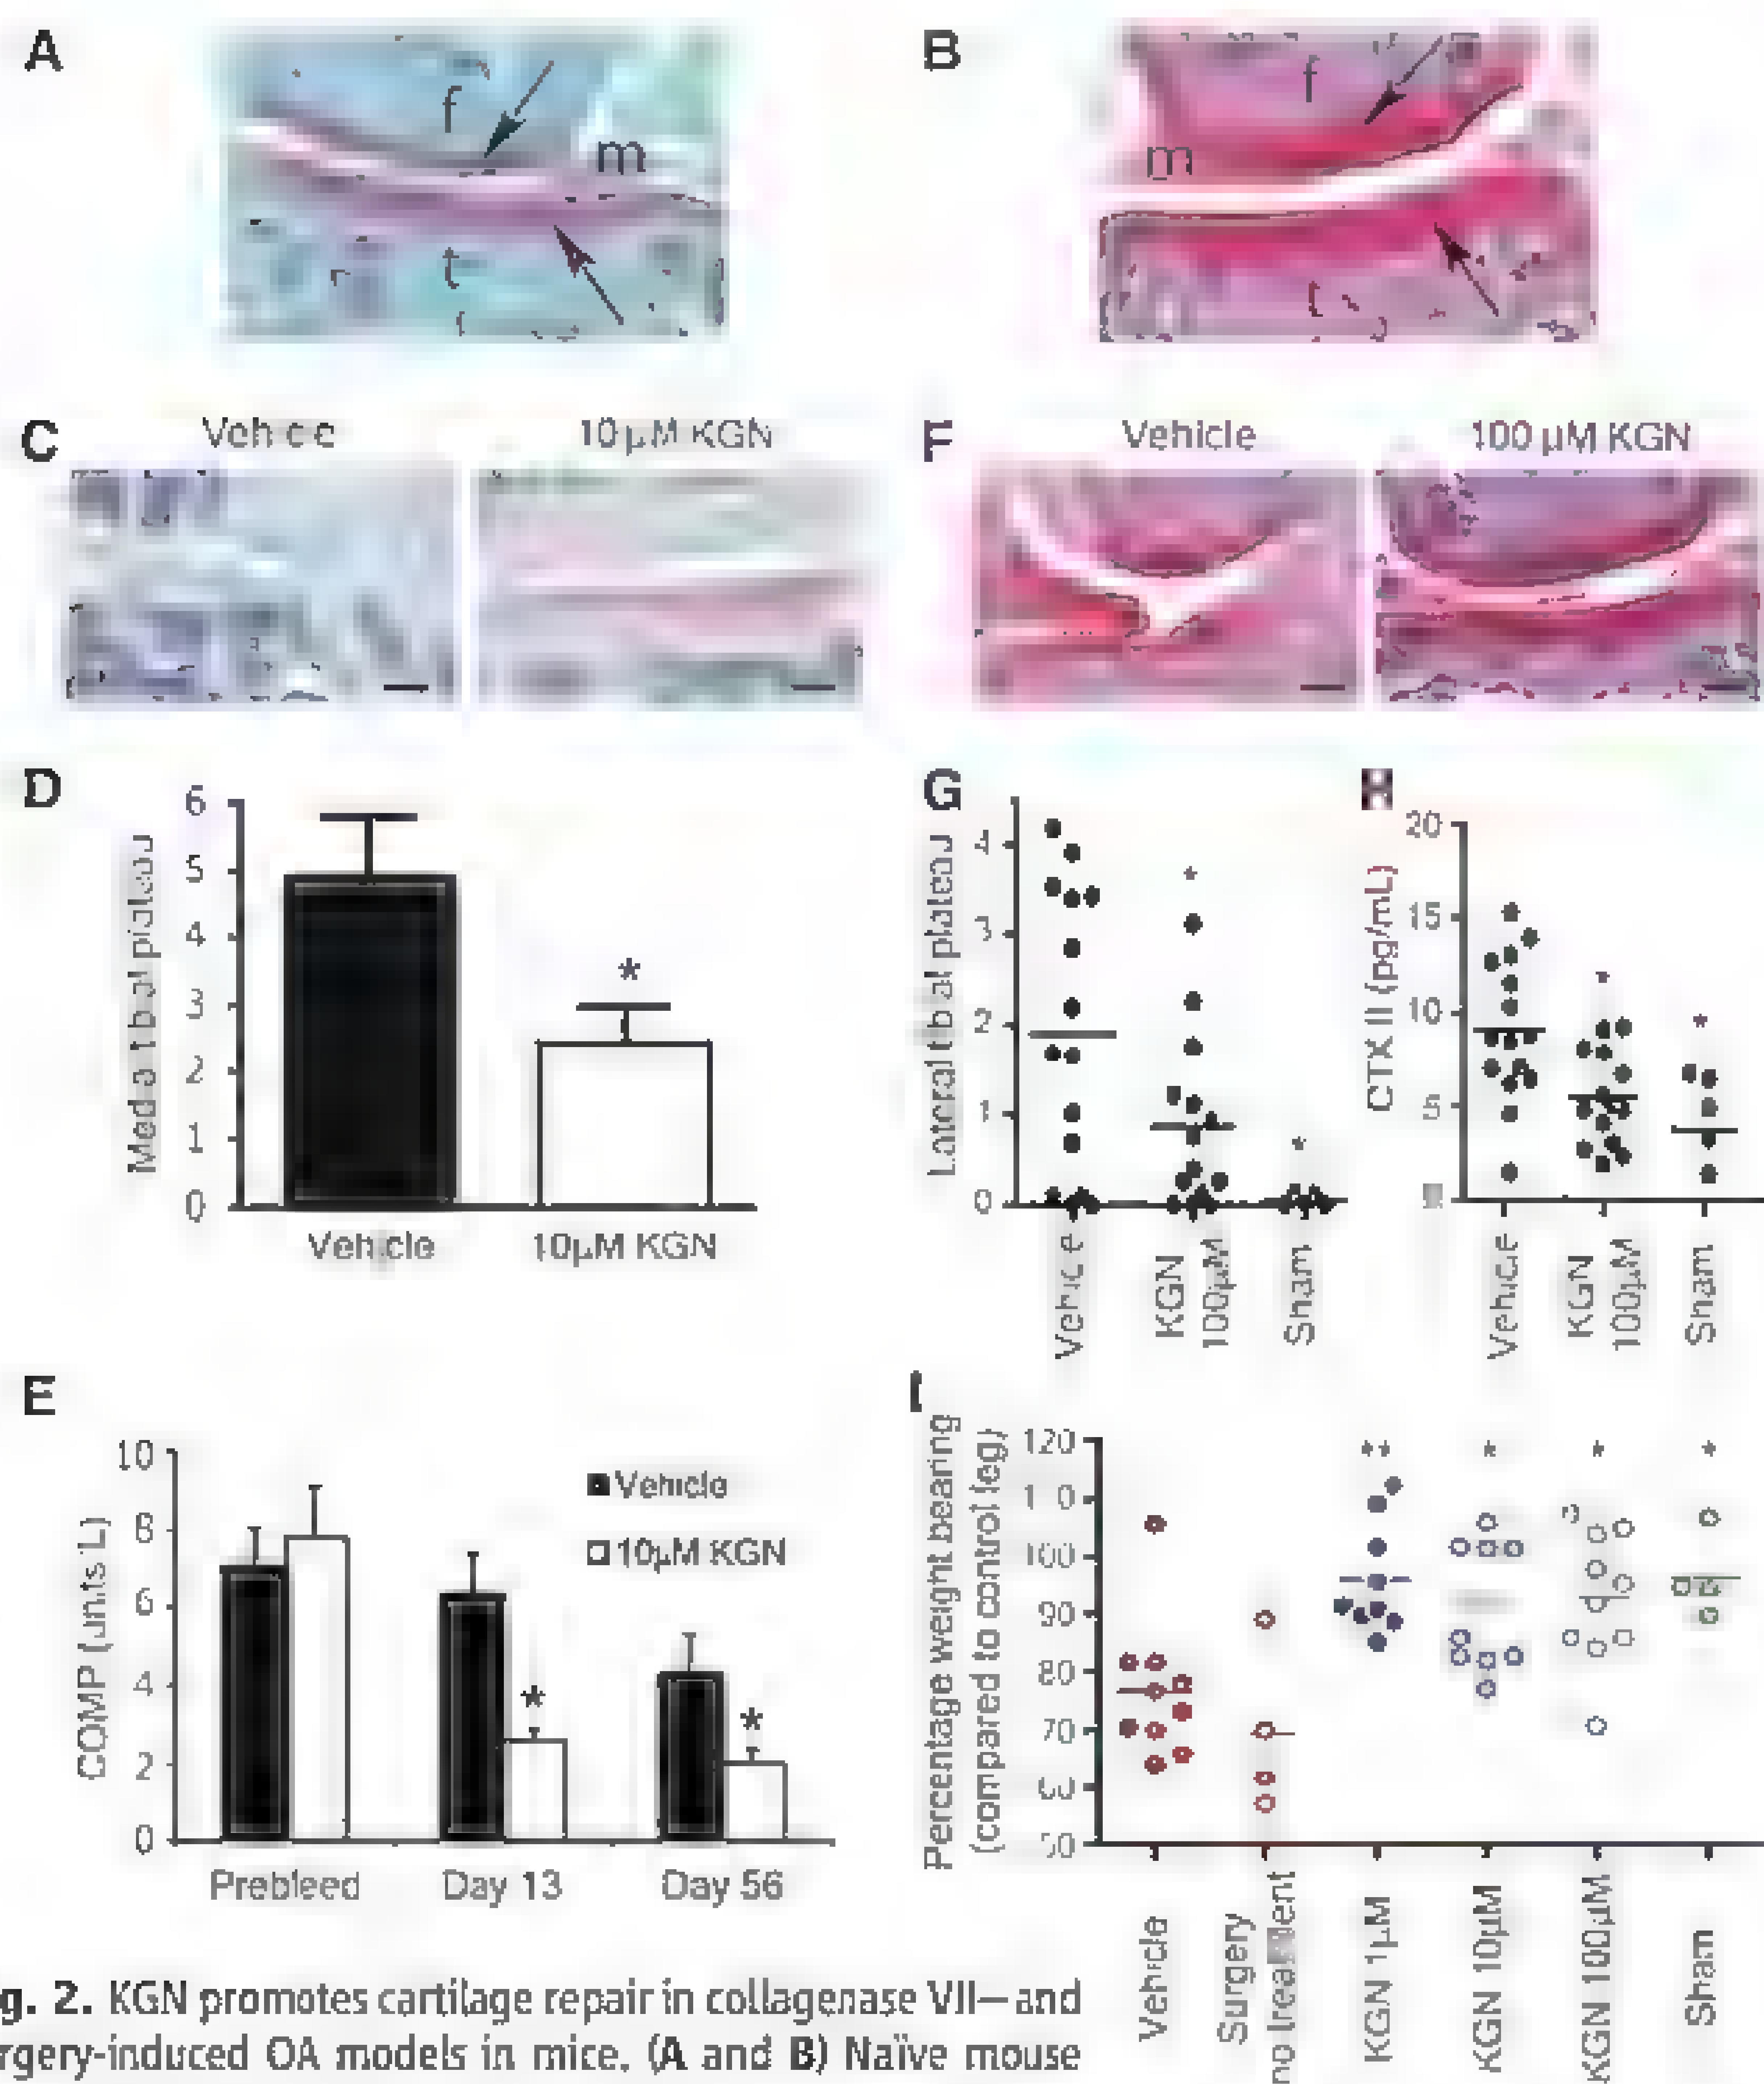 A
B
f
m
t
f
m
t
C
10 µM KGN
F
Vehicle
100 µM KGN
D
6
5
4
3
2
1
0
*
Vehicle
10µM KGN
G
4
3
2
1
0
*
*
Vehicle
KGN
100µM
Sham
H
CTX II (pg/mL)
20
15
10
5
*
*
Vehicle
KGN
100µM
Sham
E
COMP
10
8
6
4
2
0
Vehicle
10µM KGN
*
*
Prebleed
Day 13
Day 56
I
Percentage weight bearing
(compared to control leg)
120
100
90
80
70
60
**
*
*
*
Vehicle
Surgery
no
KGN 1µM
KGN 10µM
KGN 100µM
Sham
g. 2. KGN promotes cartilage repair in collagenase VII– and
rgery-induced OA models in mice. (A and B) Naïve mouse